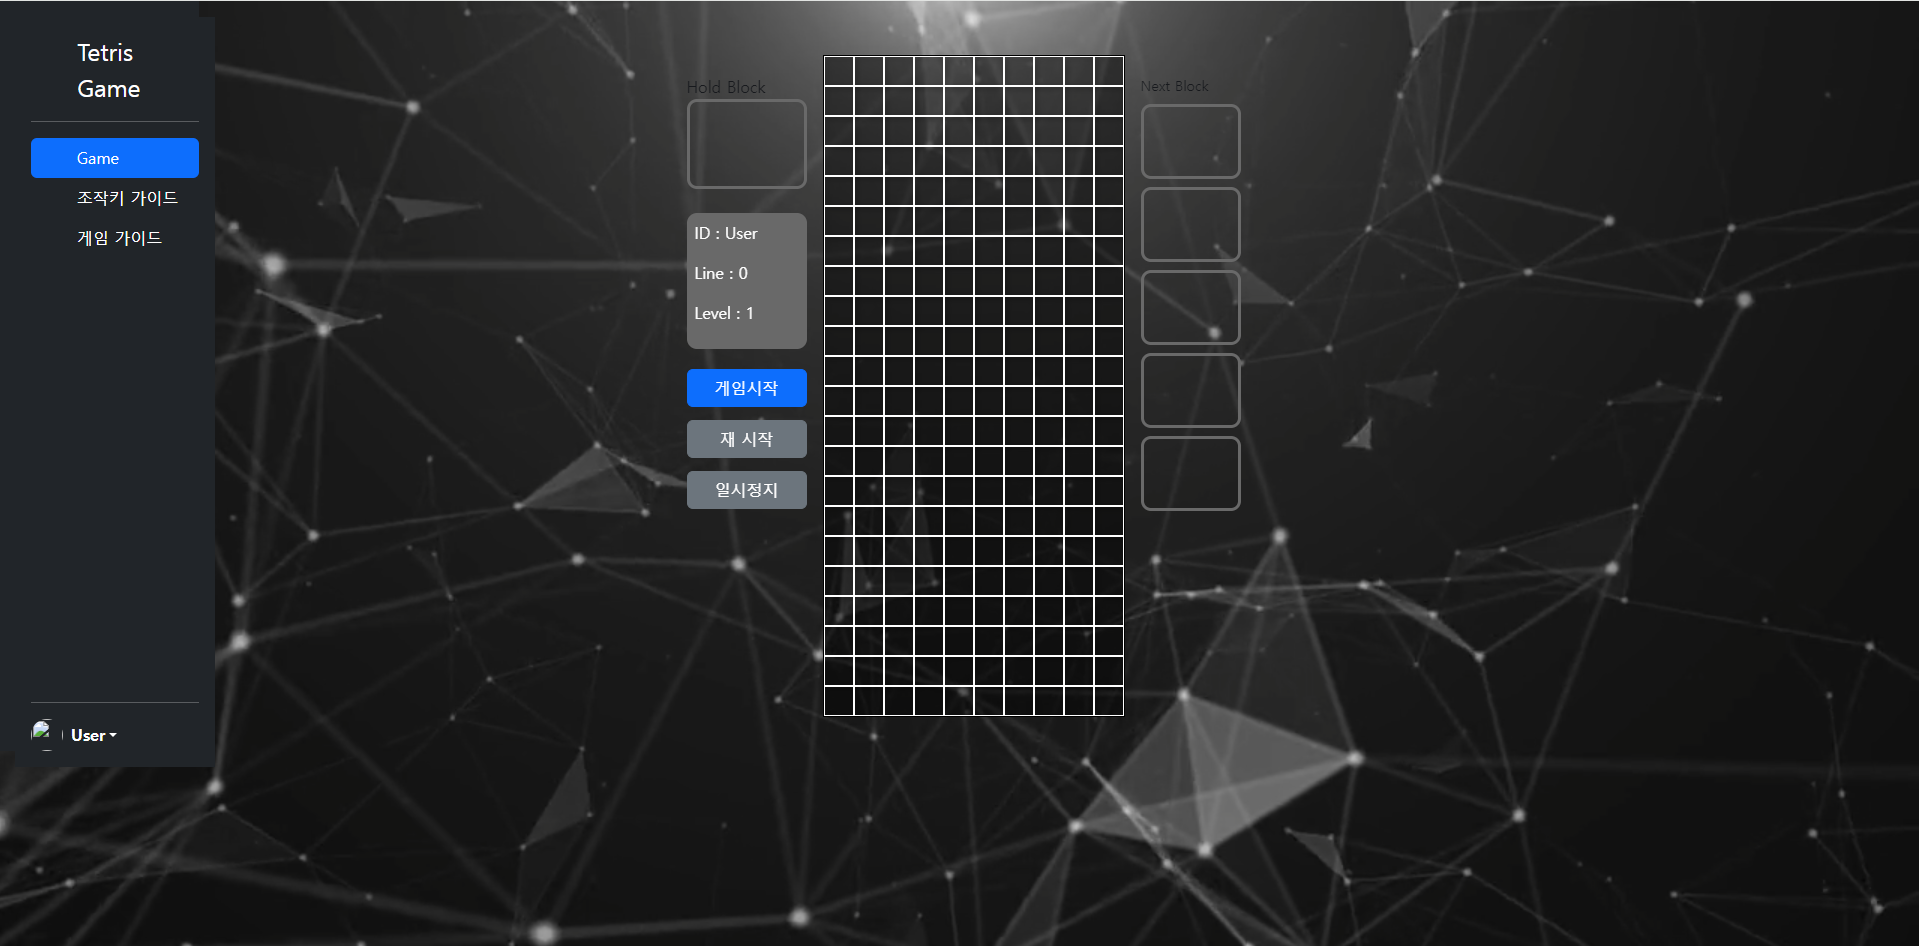 Tetris
Game
Game
조작키 가이드
게임 가이드
User
Hold Block
ID : User
Line : 0
Level : 1
게임시작
재 시작
일시정지
Next Block